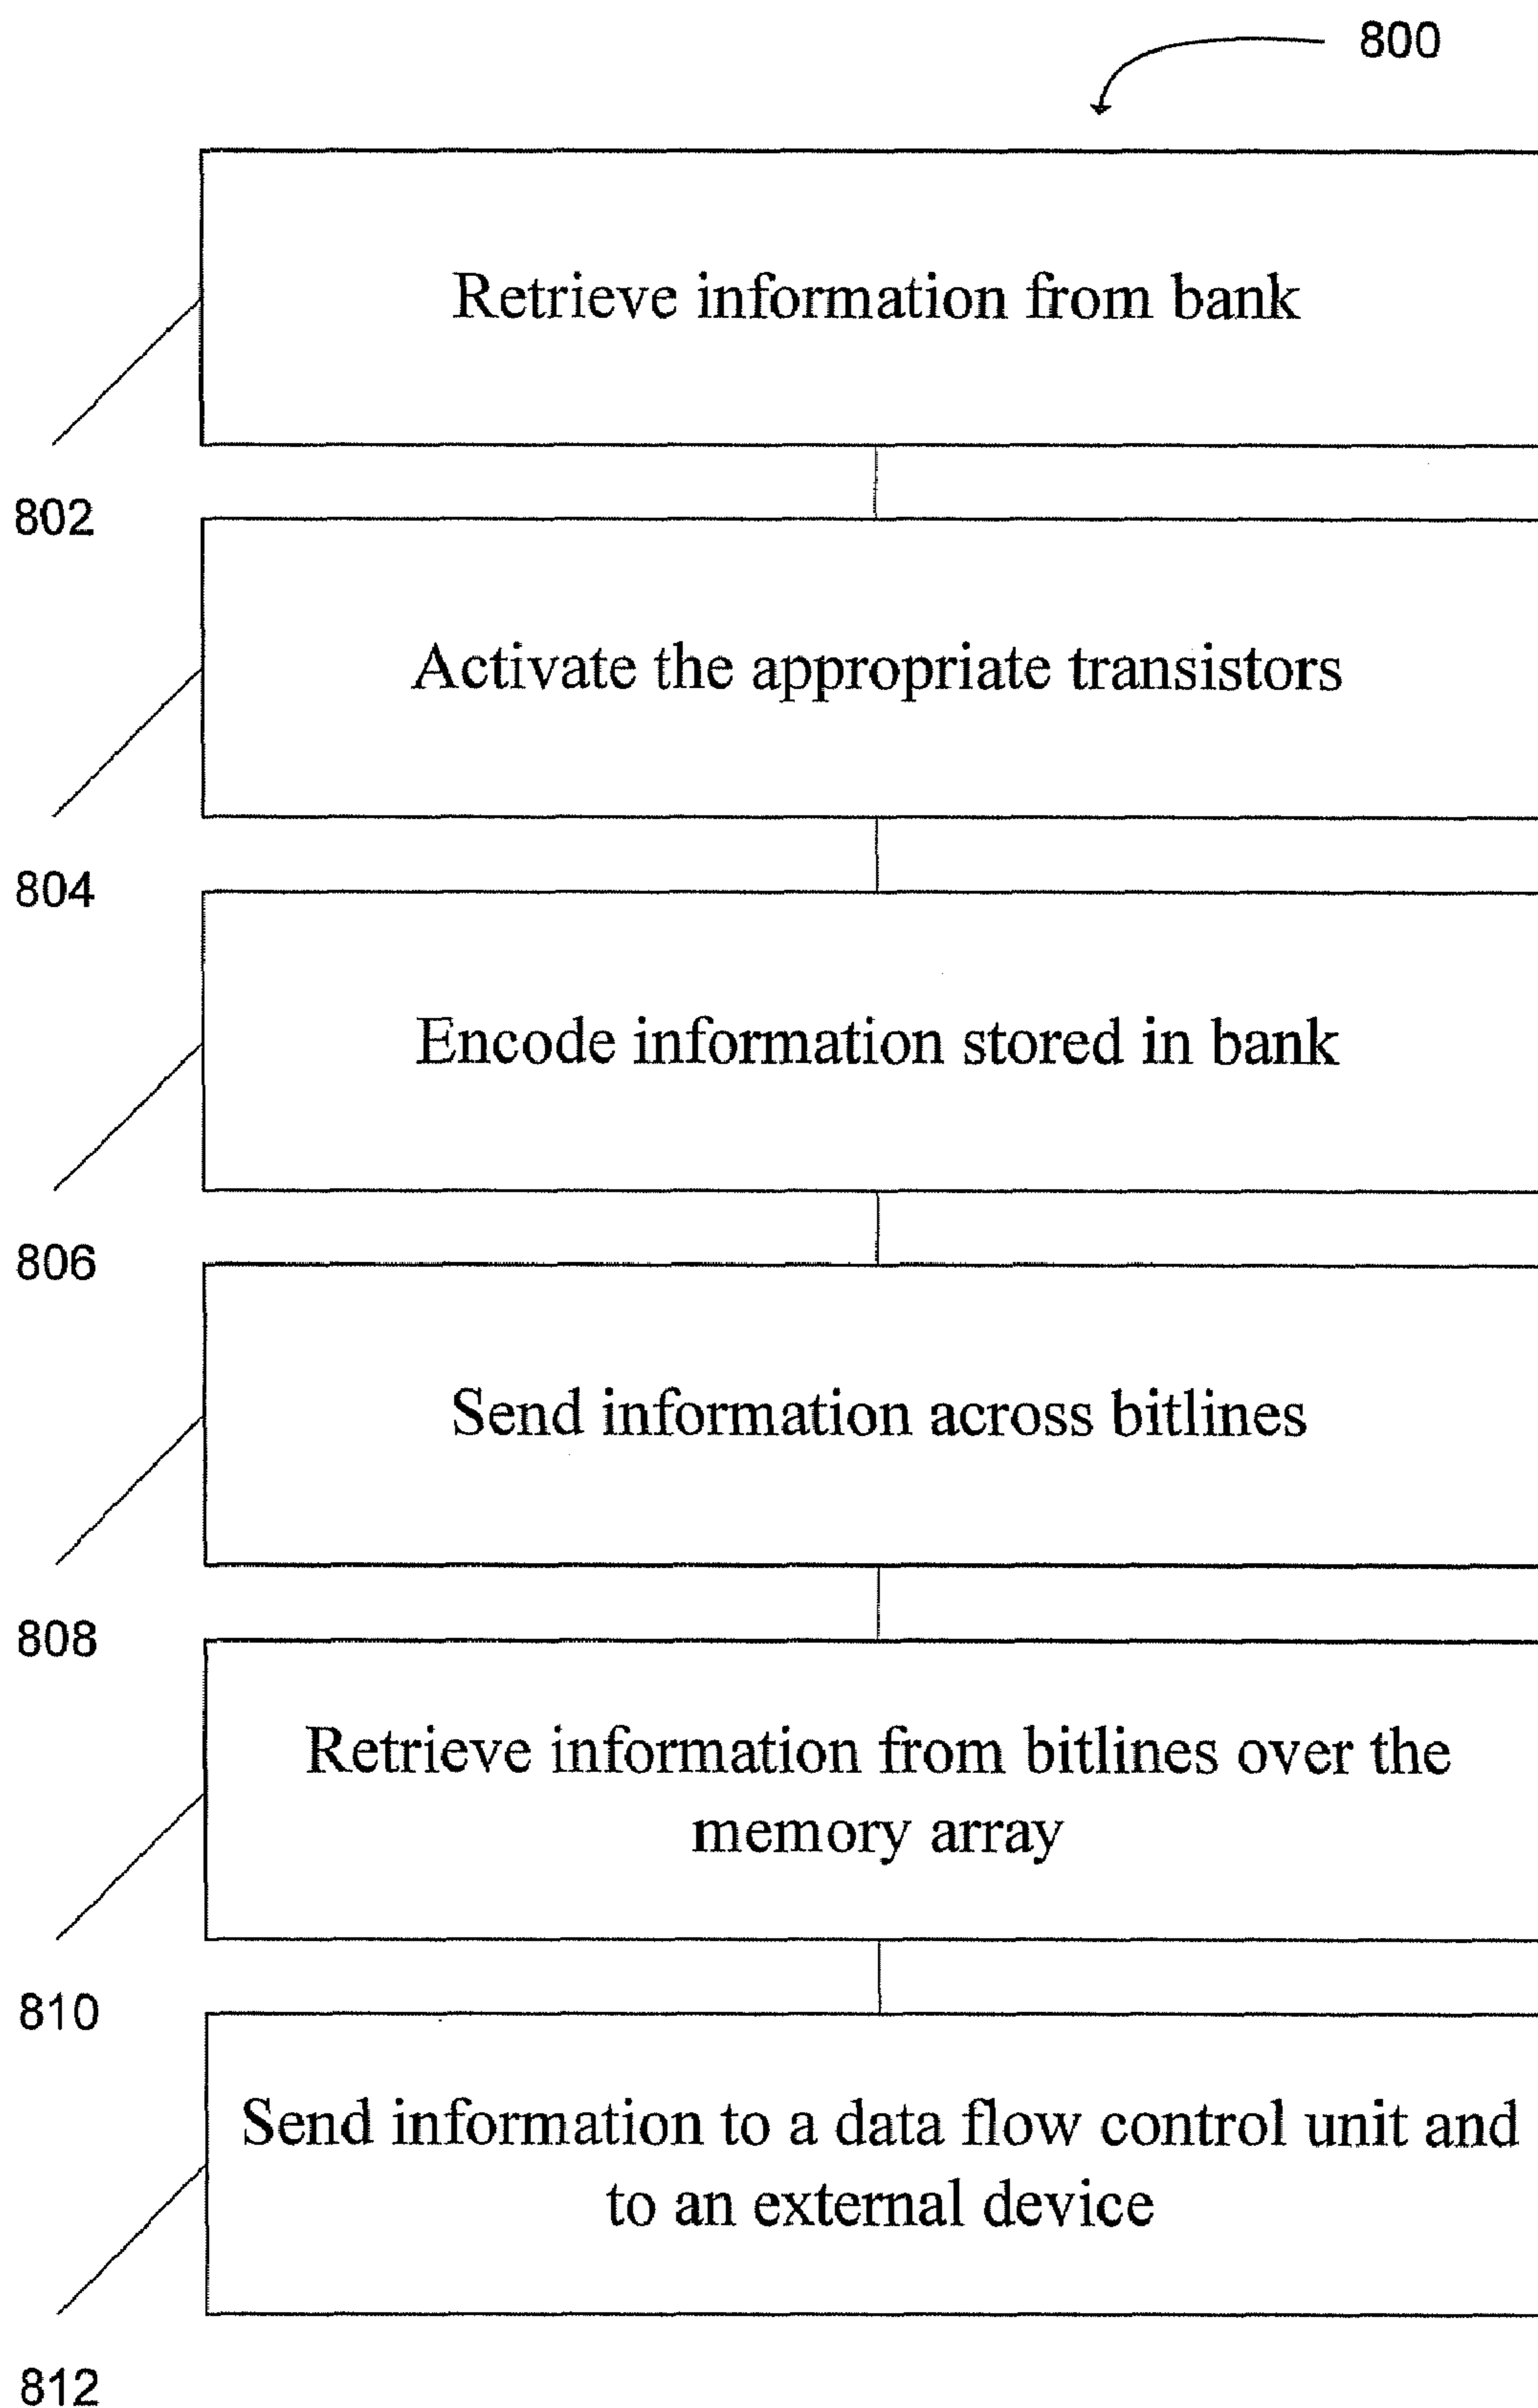 800
Retrieve information from bank
802
Activate the appropriate transistors
804
Encode information stored in bank
806
Send information across bitlines
808
Retrieve information from bitlines over the
memory array
810
Send information to a data flow control unit and
to an external device
812